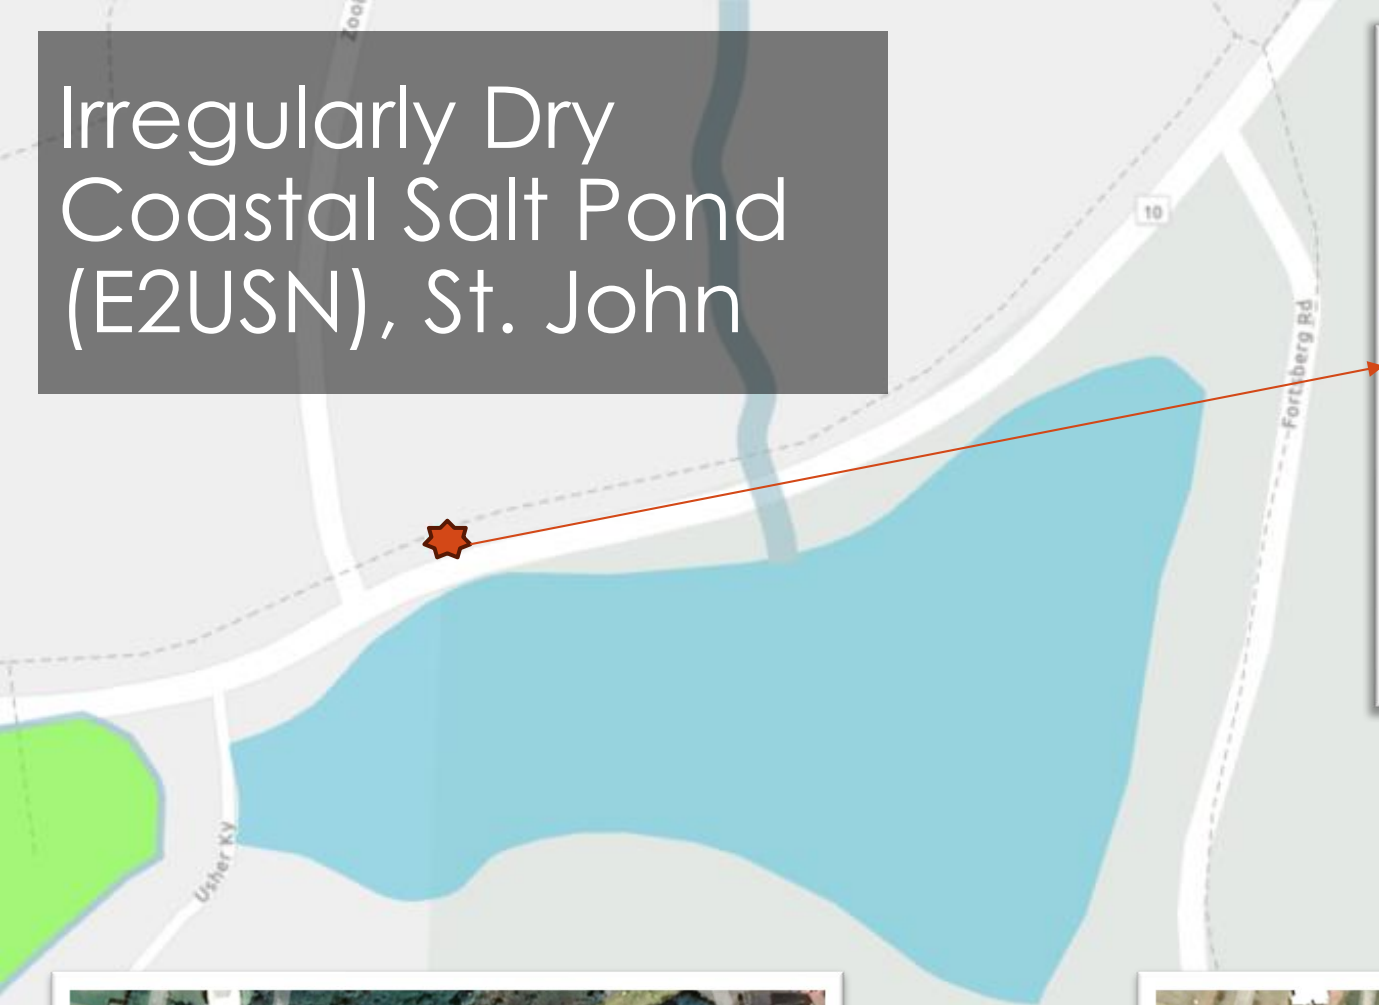 Irregularly Dry
Coastal Salt Pond
(E2USN), St. John
10
Fortsberg Rd
Usher Ky